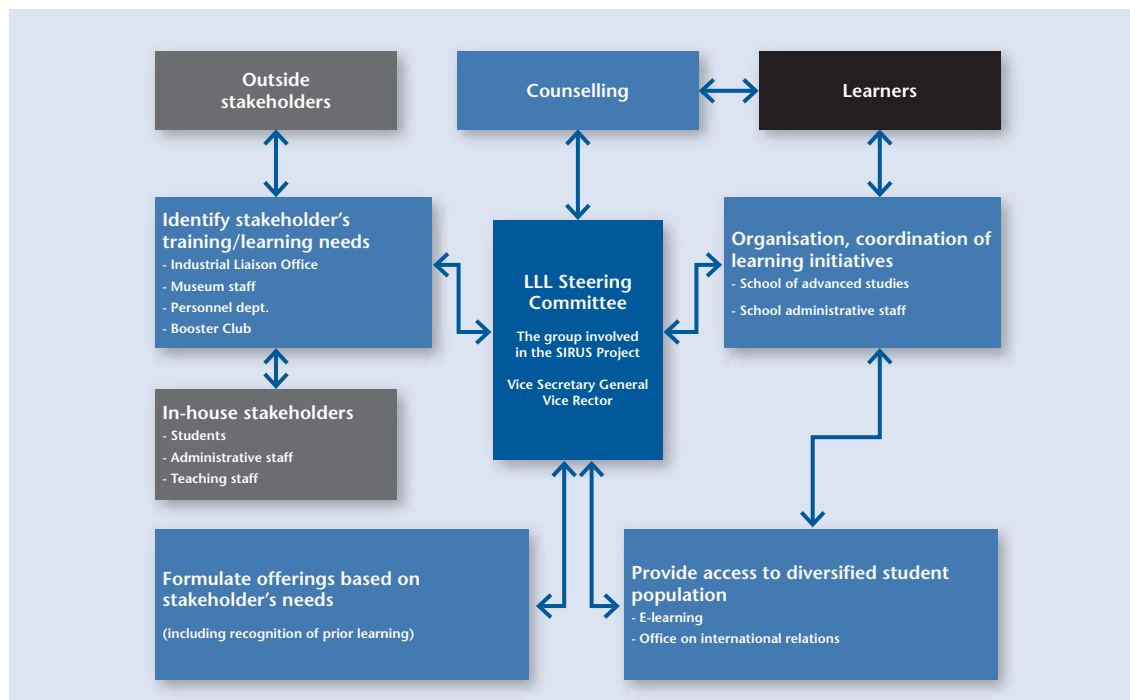 Outside
stakeholders
Counselling
Learners
Identify stakeholder's
training/learning needs
- Industrial Liaison Office
- Museum staff
- Personnel dept.
- Booster Club
LLL Steering
Committee
The group involved
in the SIRUS Project
Vice Secretary General
Vice Rector
Organisation, coordination of
learning initiatives
- School of advanced studies
- School administrative staff
In-house stakeholders
- Students
- Administrative staff
- Teaching staff
Formulate offerings based on
stakeholder's needs
(including recognition of prior learning)
Provide access to diversified student
population
- E-learning
- Office on international relations